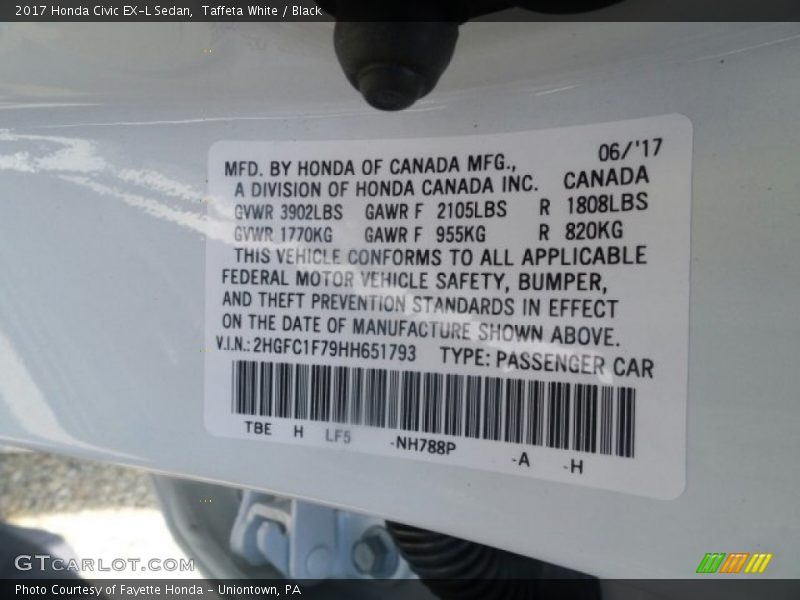 2017 Honda Civic EX-L Sedan, Taffeta White / Black
06/'17
MFD. BY HONDA OF CANADA MFG.,
A DIVISION OF HONDA CANADA INC. CANADA
GVWR 3902LBS GAWR F 2105LBS R 1808LBS
GVWR 1770KG GAWR F 955KG R 820KG
THIS VEHICLE CONFORMS TO ALL APPLICABLE
FEDERAL MOTOR VEHICLE SAFETY, BUMPER,
AND THEFT PREVENTION STANDARDS IN EFFECT
ON THE DATE OF MANUFACTURE SHOWN ABOVE.
V.I.N.: 2HGFC1F79HH651793 TYPE: PASSENGER CAR
TBE H LF5 -NH788P -A -H
GTCARLOT.COM
Photo Courtesy of Fayette Honda - Uniontown, PA